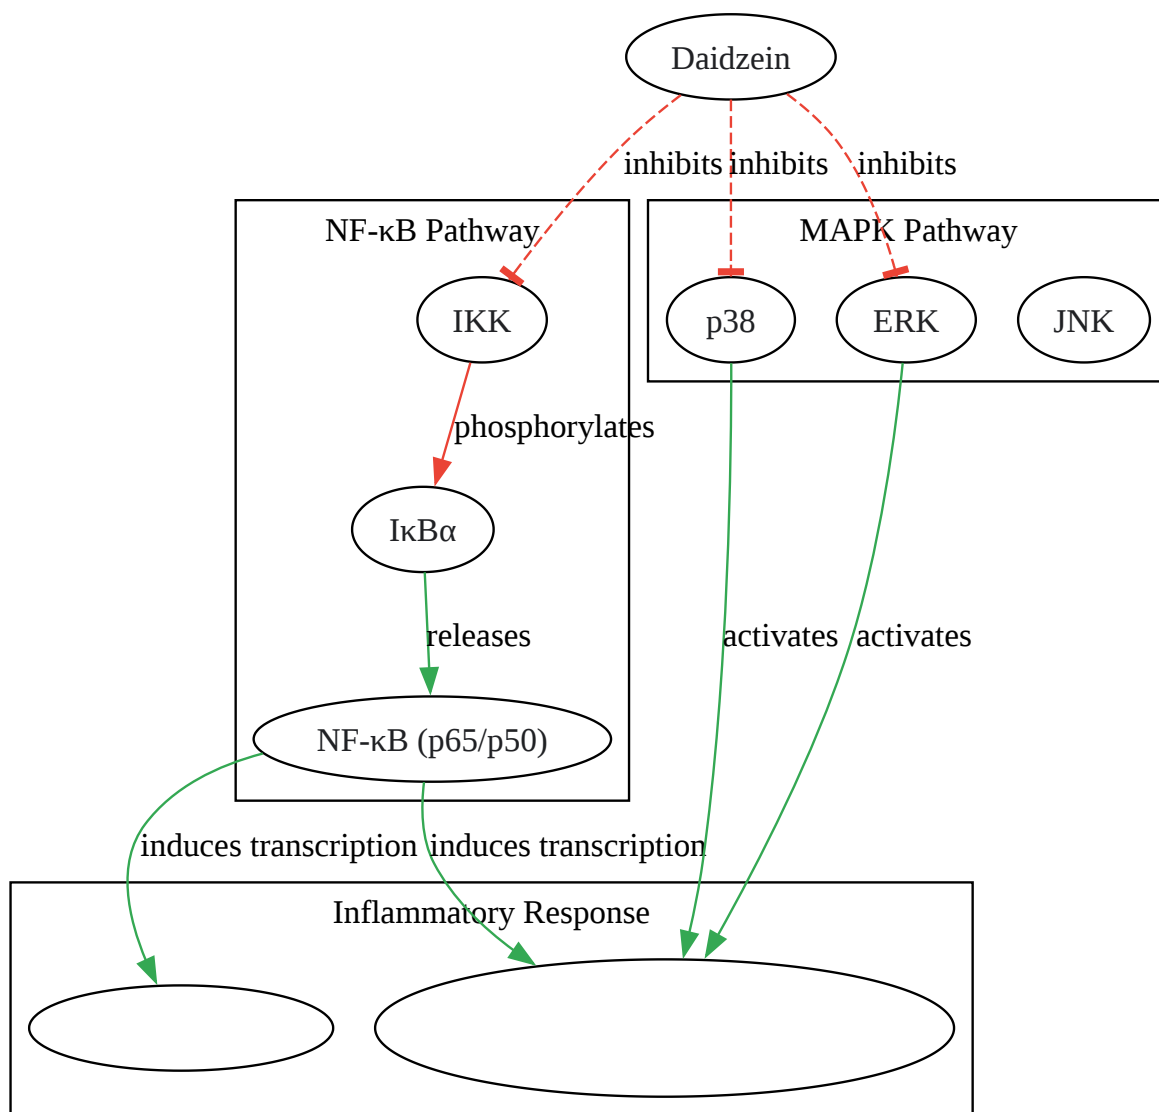 Daidzein
inhibits
inhibits
inhibits
NF-κB Pathway
MAPK Pathway
IKK
p38
ERK
JNK
phosphorylates
IκBα
releases
activates
activates
NF-κB (p65/p50)
induces transcription
induces transcription
Inflammatory Response